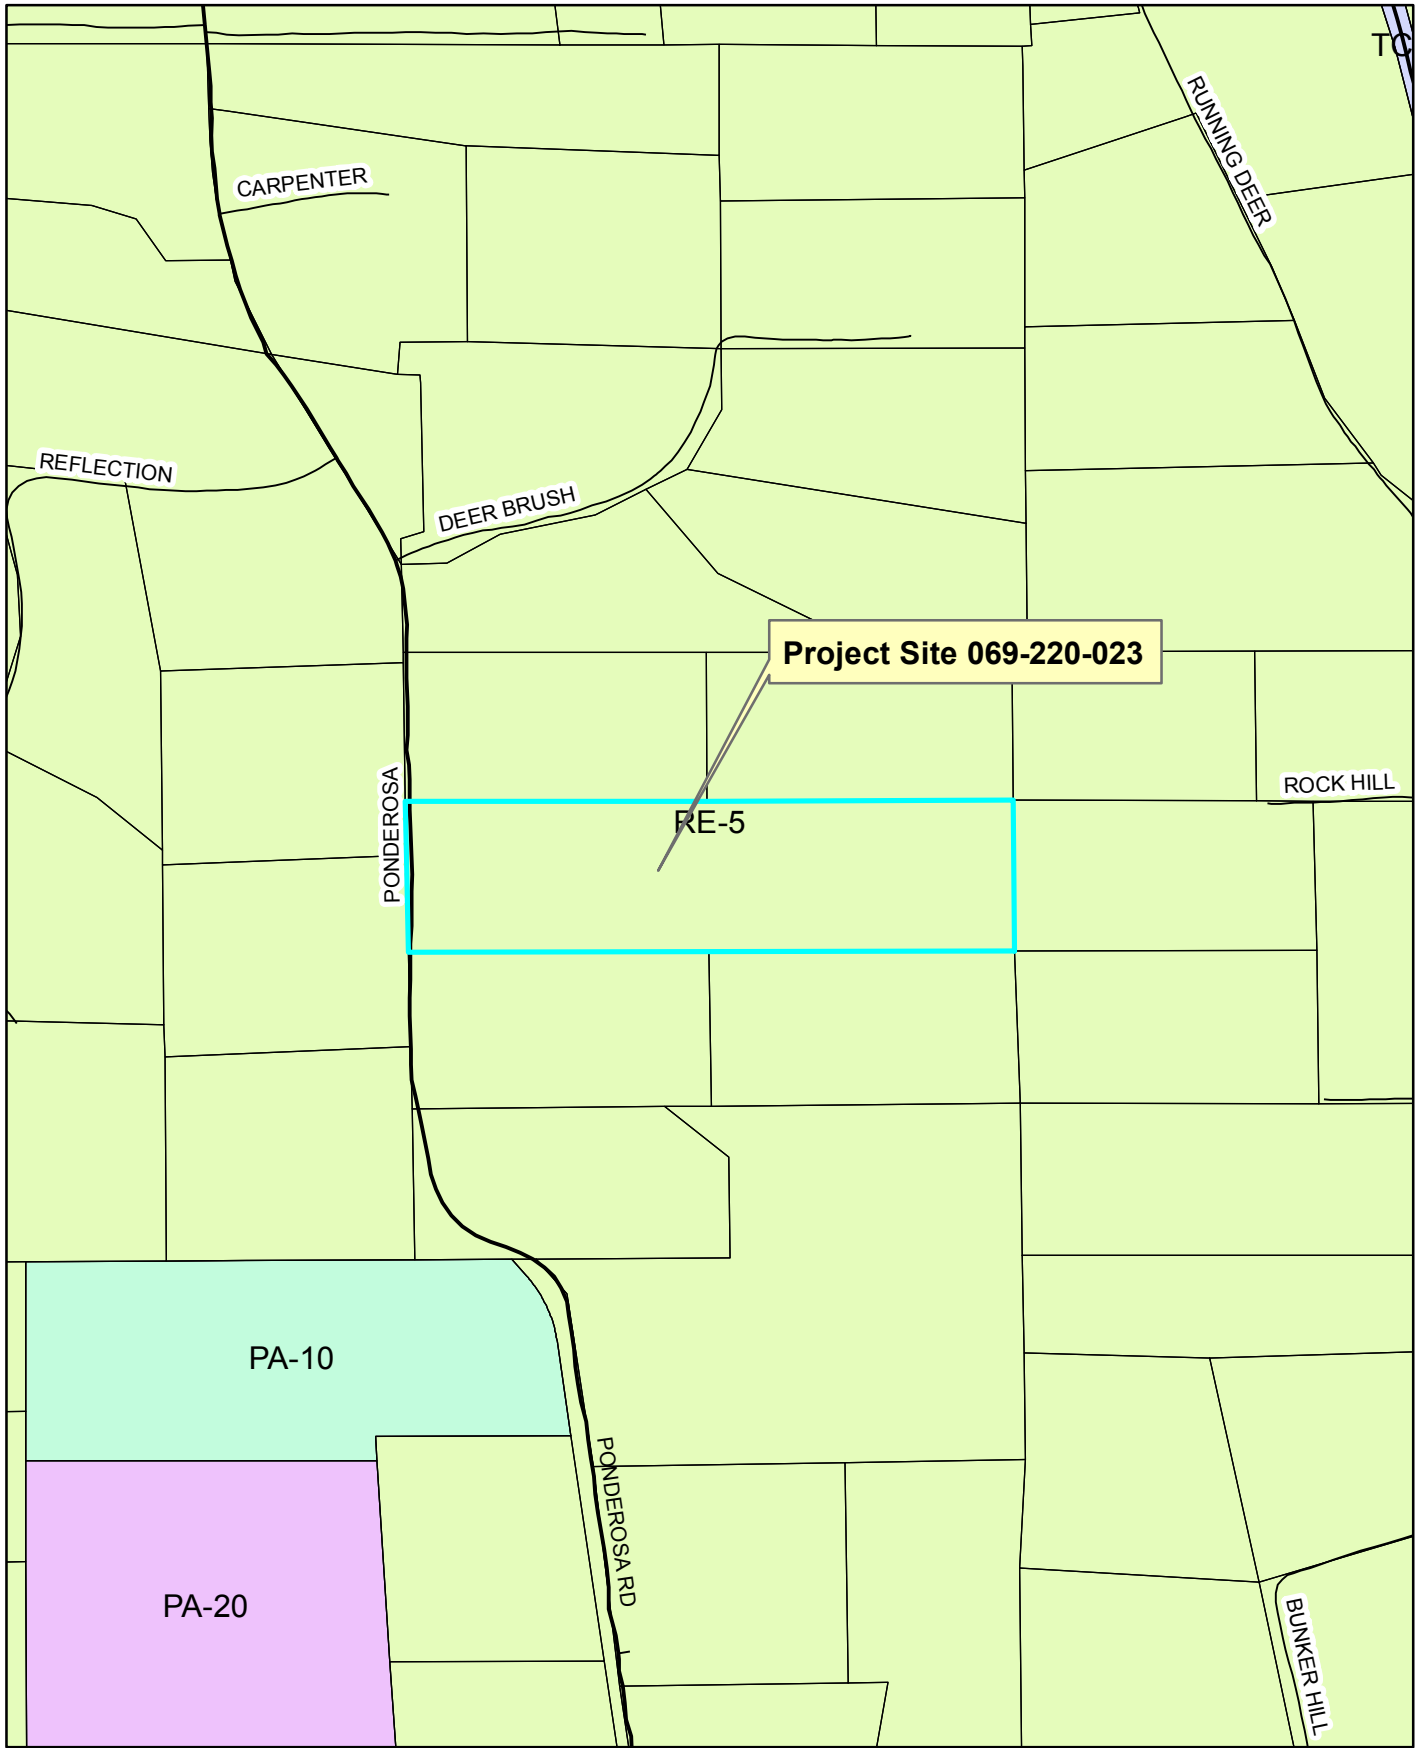 TC
RUNNING DEER
CARPENTER
REFLECTION
DEER BRUSH
Project Site 069-220-023
PONDEROSA
ROCK HILL
RE-5
PA-10
PONDEROSA RD
PA-20
BUNKER HILL